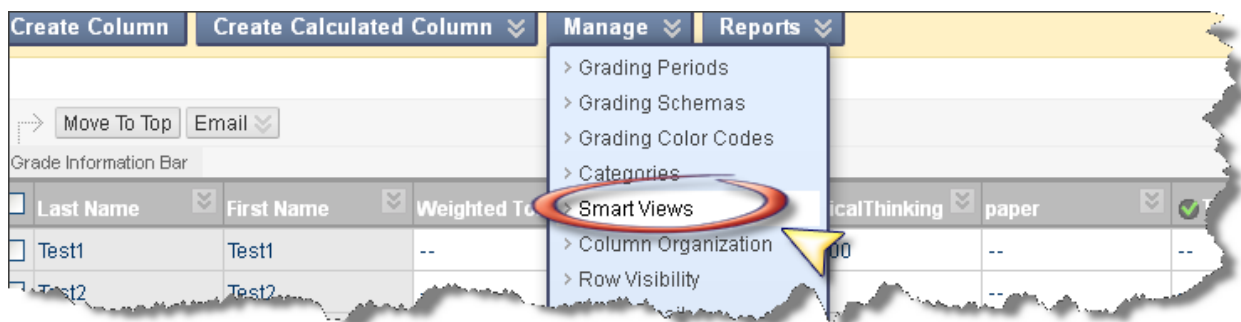 Create Column Create Calculated Column Manage Reports
> Grading Periods
> Grading Schemas
Move To Top Email
> Grading Color Codes
Grade Information Bar
> Categories
Last Name First Name Weighted To > Smart Views icalThinking paper
Test1 Test1 -- > Column Organization 00 -- --
> Row Visibility
Test2 Test2 --